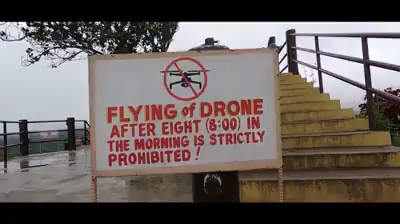 FLYING OF DRONE
AFTER EIGHT (8:00) IN
THE MORNING IS STRICTLY
PROHIBITED !